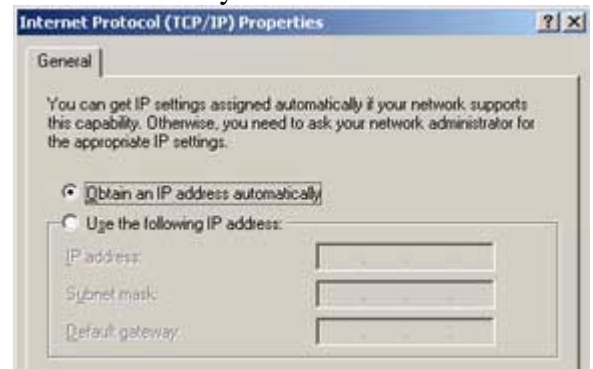 Internet Protocol (TCP/IP) Properties
General
You can get IP settings assigned automatically if your network supports
this capability. Otherwise, you need to ask your network administrator for
the appropriate IP settings.
Obtain an IP address automatically
Use the following IP address:
IP address:
Subnet mask:
Default gateway: